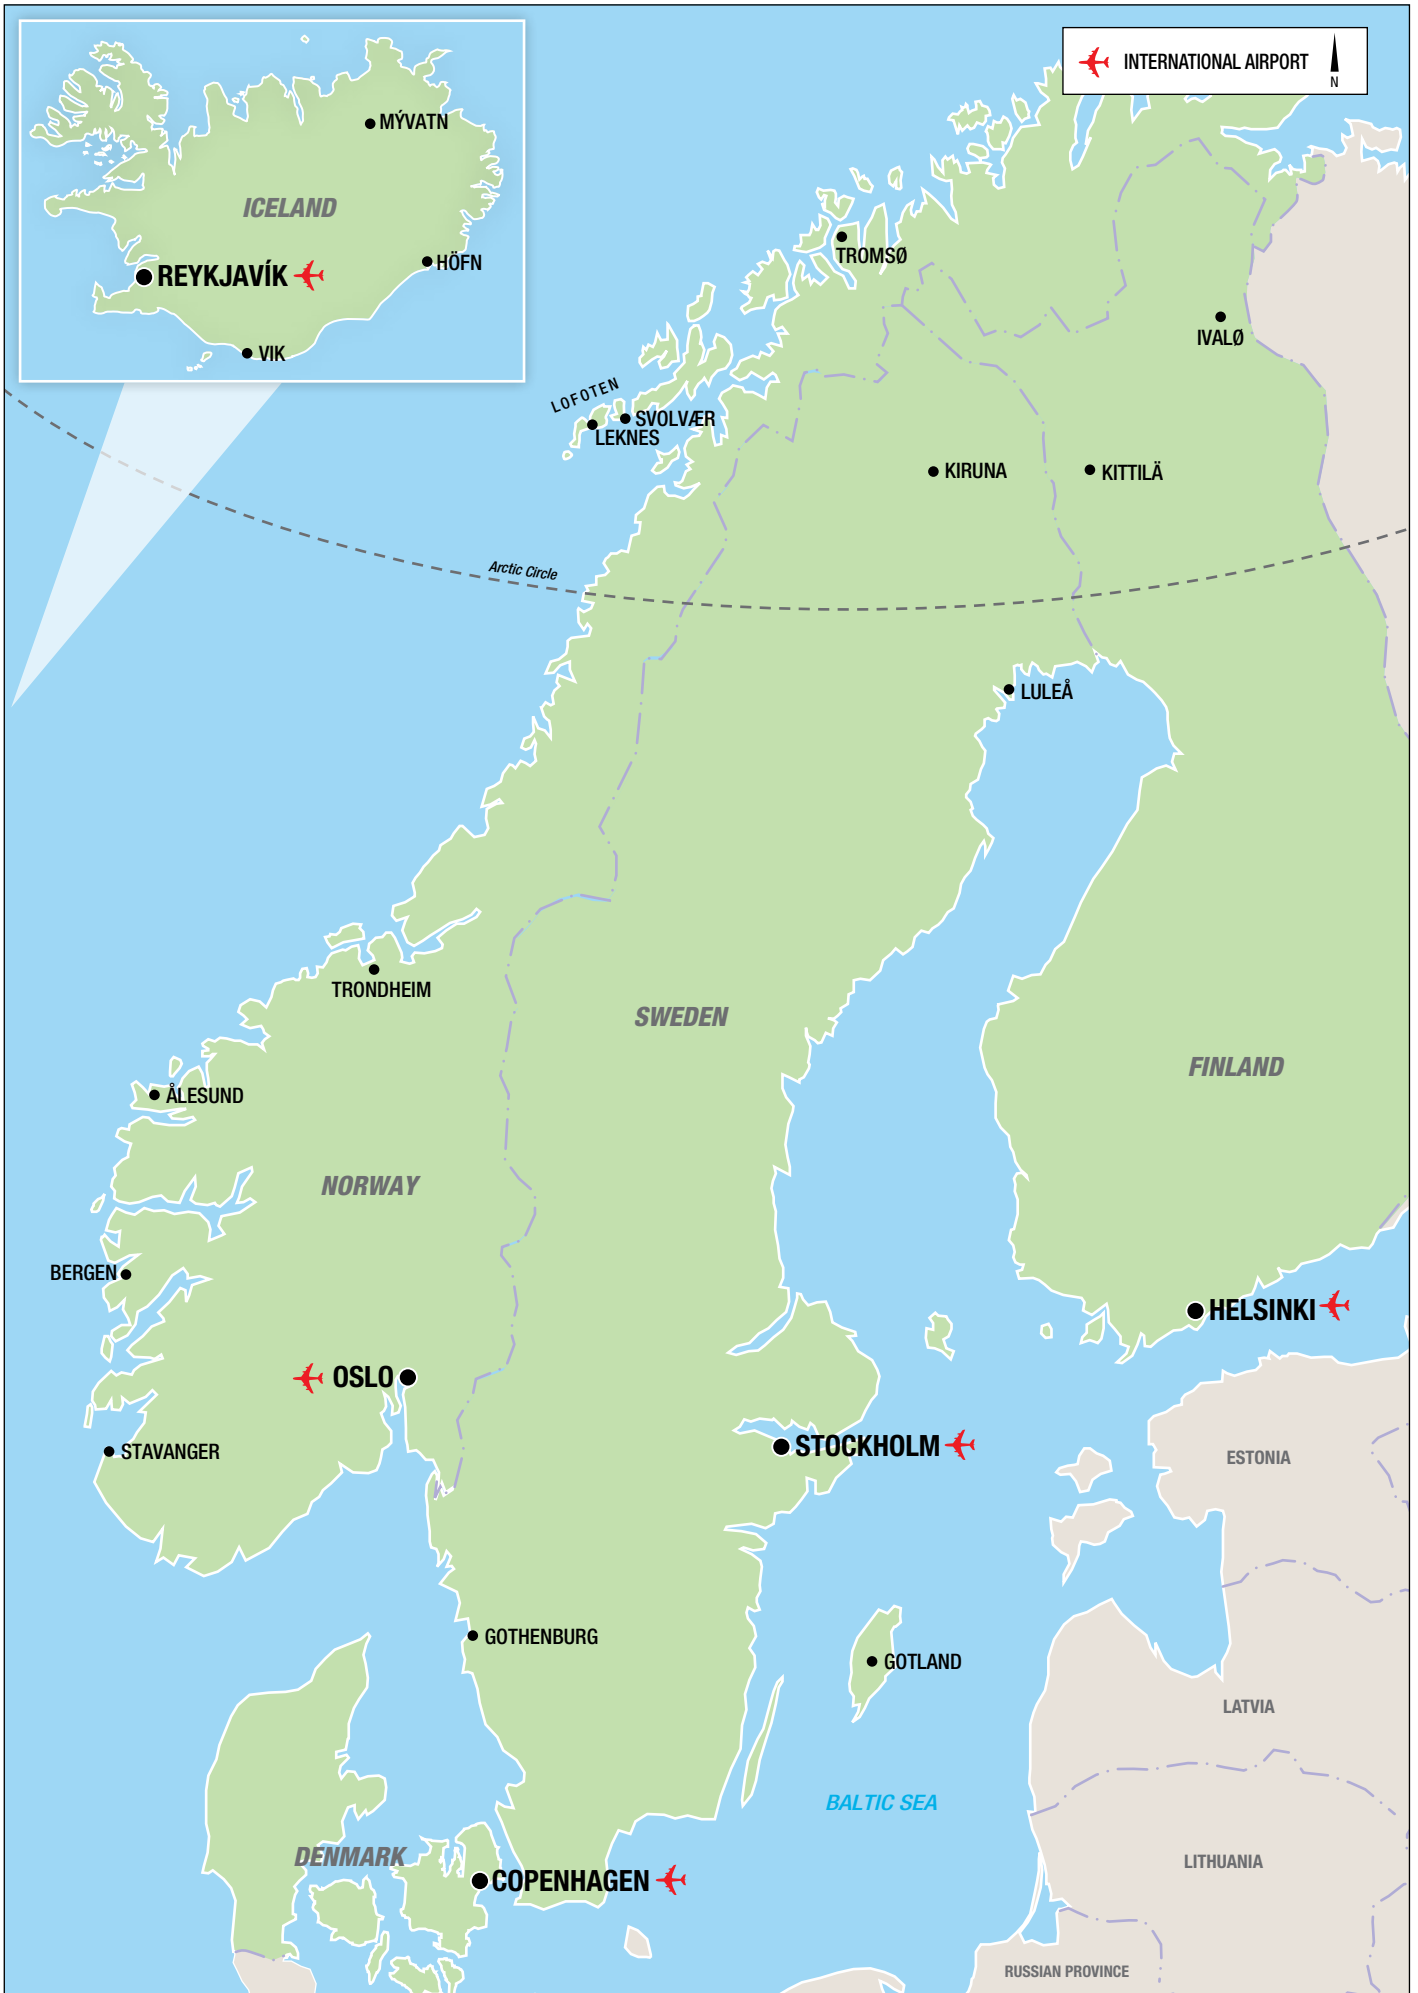 INTERNATIONAL AIRPORT
N
MÝVATN
ICELAND
HÖFN
REYKJAVÍK
VIK
TROMSØ
IVALØ
LOFOTEN
SVOLVÆR
LEKNES
KIRUNA
KITTILÄ
Arctic Circle
LULEÅ
TRONDHEIM
SWEDEN
FINLAND
ÅLESUND
NORWAY
BERGEN
HELSINKI
OSLO
STOCKHOLM
STAVANGER
ESTONIA
GOTHENBURG
GOTLAND
LATVIA
BALTIC SEA
DENMARK
LITHUANIA
COPENHAGEN
RUSSIAN PROVINCE